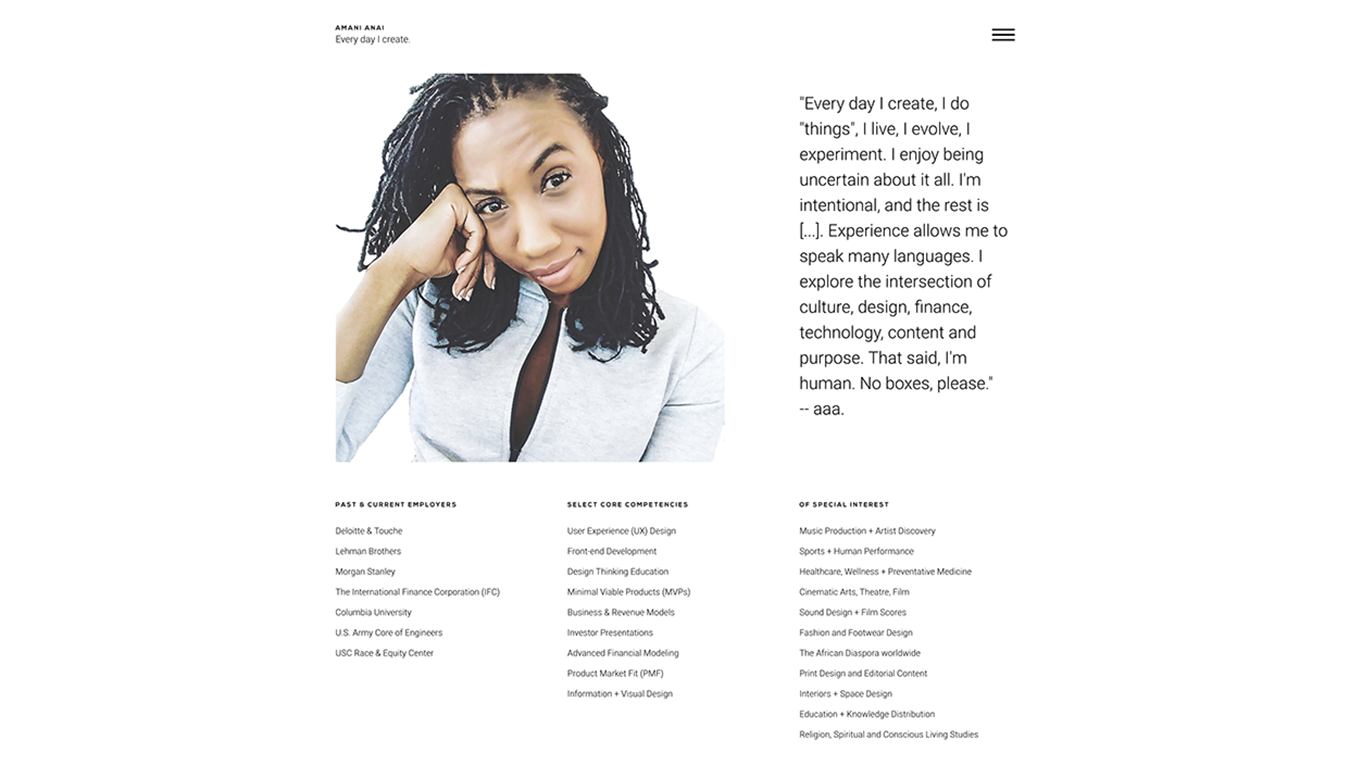 AMANI ANAI
Every day I create.
"Every day I create, I do
"things", I live, I evolve, I
experiment. I enjoy being
uncertain about it all. I'm
intentional, and the rest is
[...]. Experience allows me to
speak many languages. I
explore the intersection of
culture, design, finance,
technology, content and
purpose. That said, I'm
human. No boxes, please."
-- aaa.
PAST & CURRENT EMPLOYERS
Deloitte & Touche
Lehman Brothers
Morgan Stanley
The International Finance Corporation (IFC)
Columbia University
U.S. Army Core of Engineers
USC Race & Equity Center
SELECT CORE COMPETENCIES
User Experience (UX) Design
Front-end Development
Design Thinking Education
Minimal Viable Products (MVPs)
Business & Revenue Models
Investor Presentations
Advanced Financial Modeling
Product Market Fit (PMF)
Information + Visual Design
OF SPECIAL INTEREST
Music Production + Artist Discovery
Sports + Human Performance
Healthcare, Wellness + Preventative Medicine
Cinematic Arts, Theatre, Film
Sound Design + Film Scores
Fashion and Footwear Design
The African Diaspora worldwide
Print Design and Editorial Content
Interiors + Space Design
Education + Knowledge Distribution
Religion, Spiritual and Conscious Living Studies